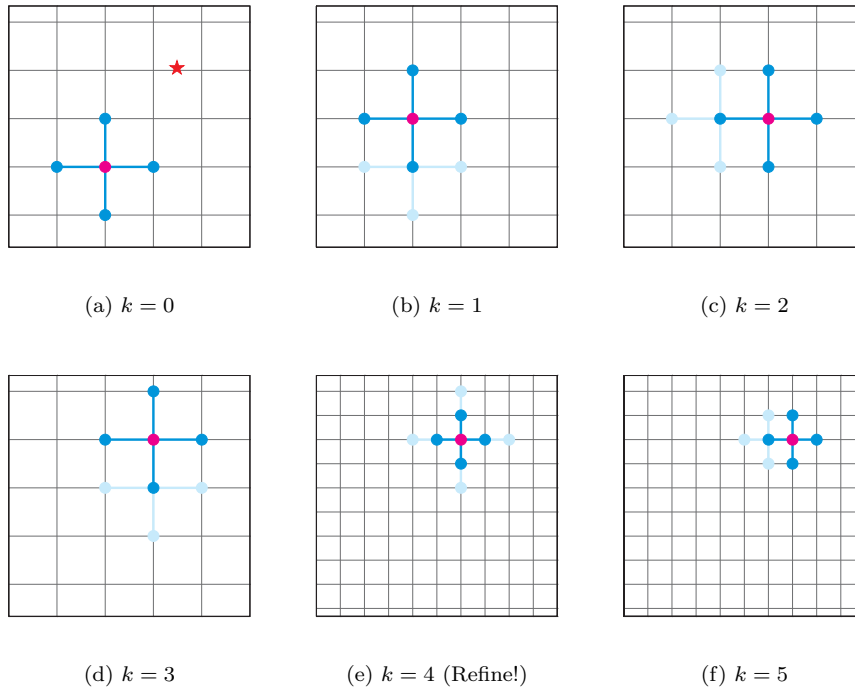 (a) k = 0
(b) k = 1
(c) k = 2
(d) k = 3
(e) k = 4 (Refine!)
(f) k = 5